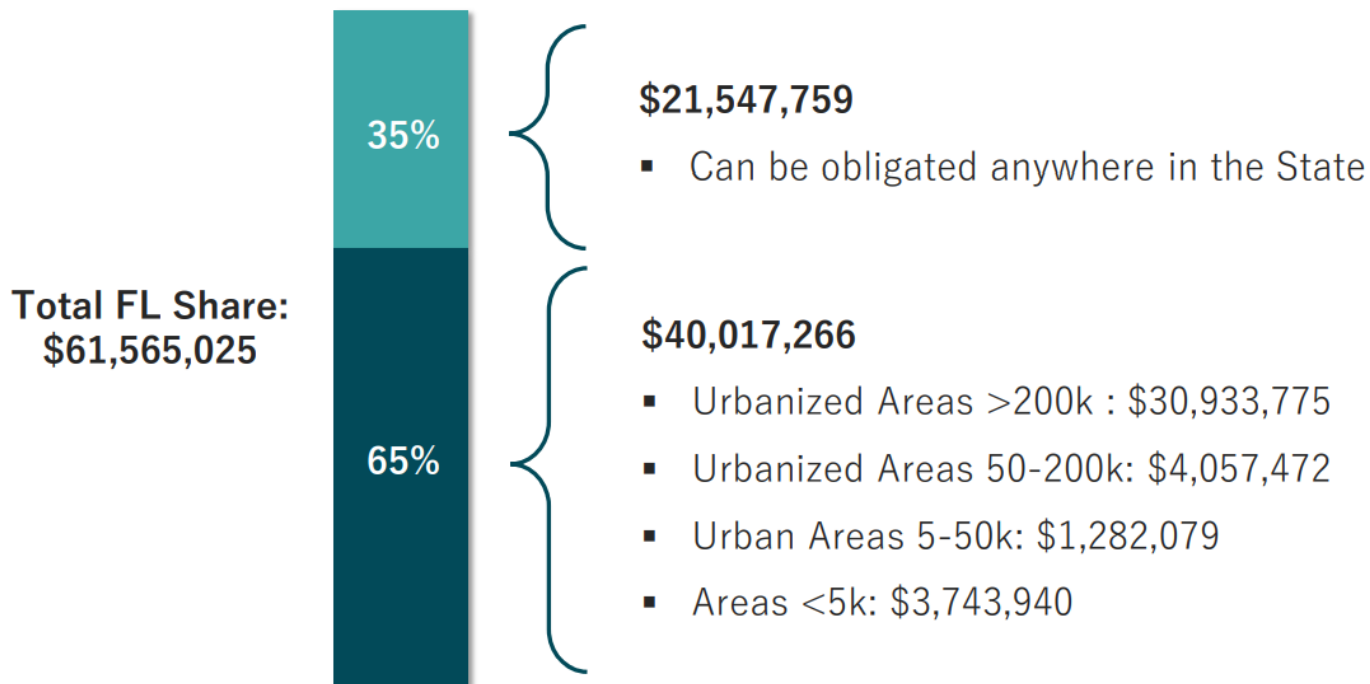 35%
65%
Total FL Share:
$61,565,025
$21,547,759
▪ Can be obligated anywhere in the State
$40,017,266
▪ Urbanized Areas >200k : $30,933,775
▪ Urbanized Areas 50-200k: $4,057,472
▪ Urban Areas 5-50k: $1,282,079
▪ Areas <5k: $3,743,940